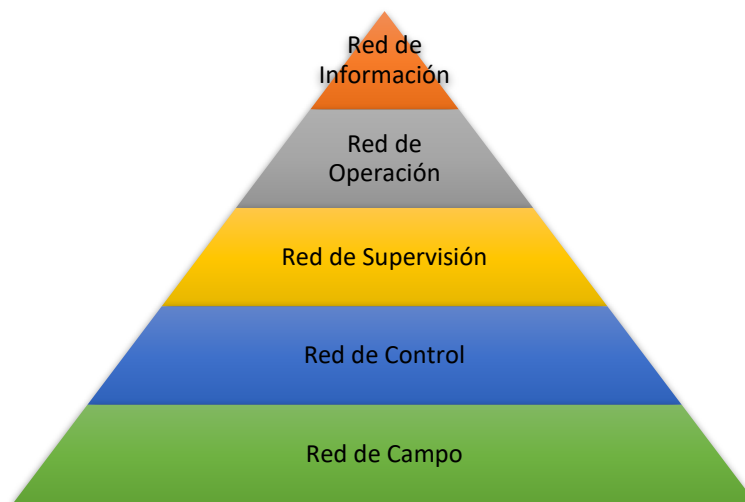 Red de
Información
Red de
Operación
Red de Supervisión
Red de Control
Red de Campo